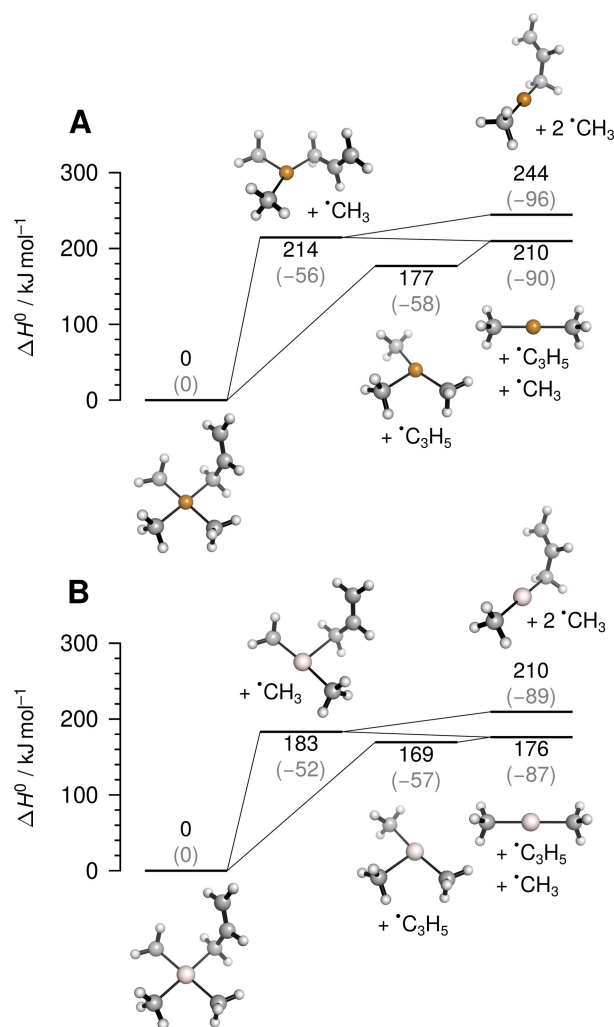 A
+ 2 •CH₃
300
200
100
0
ΔH⁰ / kJ mol⁻¹
+ •CH₃
244
(−96)
214
(−56)
210
(−90)
177
(−58)
0
(0)
+ •C₃H₅
+ •CH₃
+ •C₃H₅
B
+ 2 •CH₃
300
200
100
0
ΔH⁰ / kJ mol⁻¹
+ •CH₃
210
(−89)
183
(−52)
169
(−57)
176
(−87)
0
(0)
+ •C₃H₅
+ •CH₃
+ •C₃H₅